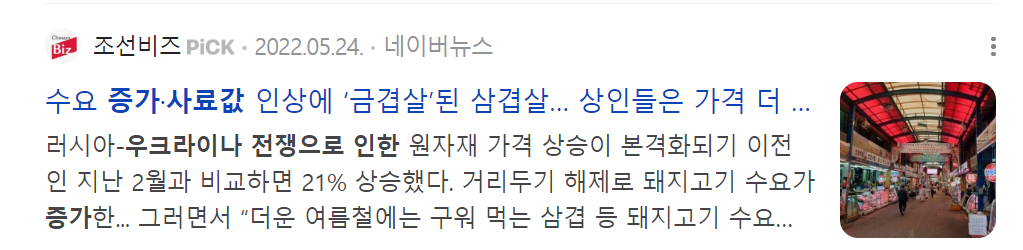 Chosun Biz 조선비즈 PiCK · 2022.05.24. · 네이버뉴스
수요 증가·사료값 인상에 ‘금겹살’된 삼겹살... 상인들은 가격 더 ...
러시아-우크라이나 전쟁으로 인한 원자재 가격 상승이 본격화되기 이전
인 지난 2월과 비교하면 21% 상승했다. 거리두기 해제로 돼지고기 수요가
증가한... 그러면서 “더운 여름철에는 구워 먹는 삼겹 등 돼지고기 수요...